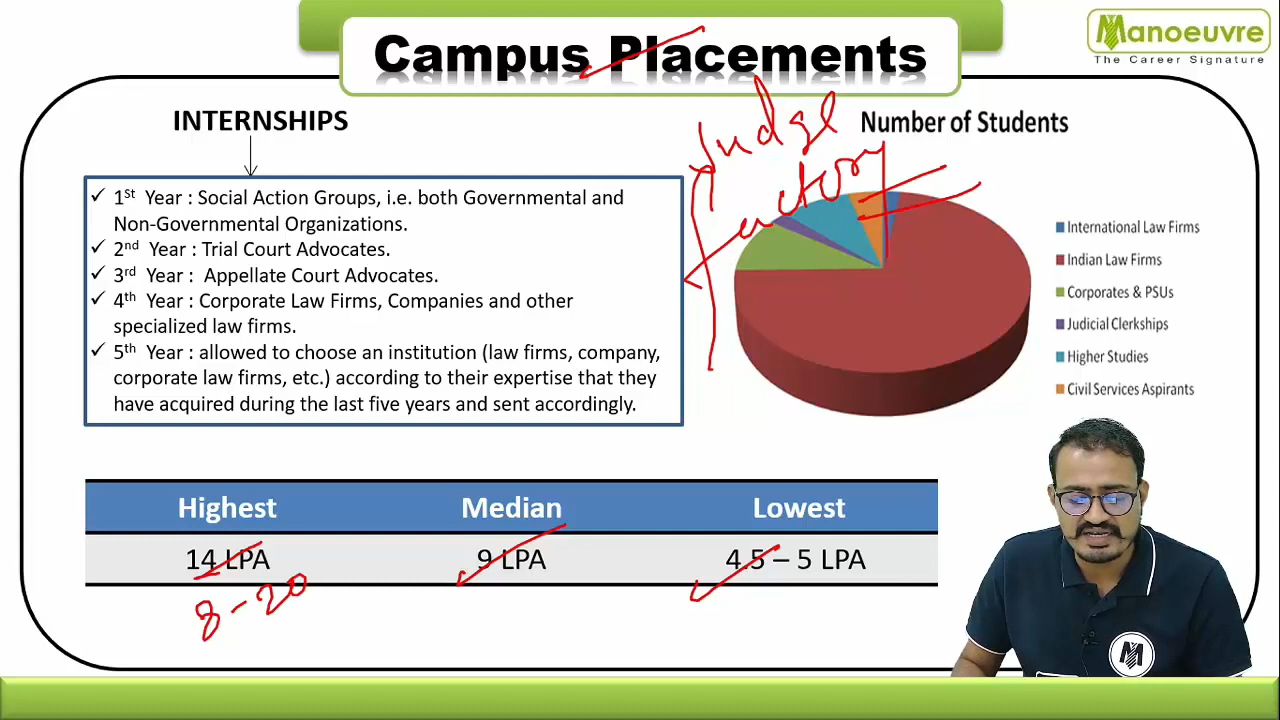 Campus Placements
Manoeuvre
The Career Signature
INTERNSHIPS
✓ 1st Year : Social Action Groups, i.e. both Governmental and
Non-Governmental Organizations.
✓ 2nd Year : Trial Court Advocates.
✓ 3rd Year : Appellate Court Advocates.
✓ 4th Year : Corporate Law Firms, Companies and other
specialized law firms.
✓ 5th Year : allowed to choose an institution (law firms, company,
corporate law firms, etc.) according to their expertise that they
have acquired during the last five years and sent accordingly.
Judge
factory
Number of Students
International Law Firms
Indian Law Firms
Corporates & PSUs
Judicial Clerkships
Higher Studies
Civil Services Aspirants
Highest Median Lowest
14 LPA 9 LPA 4.5 – 5 LPA
8-20
M